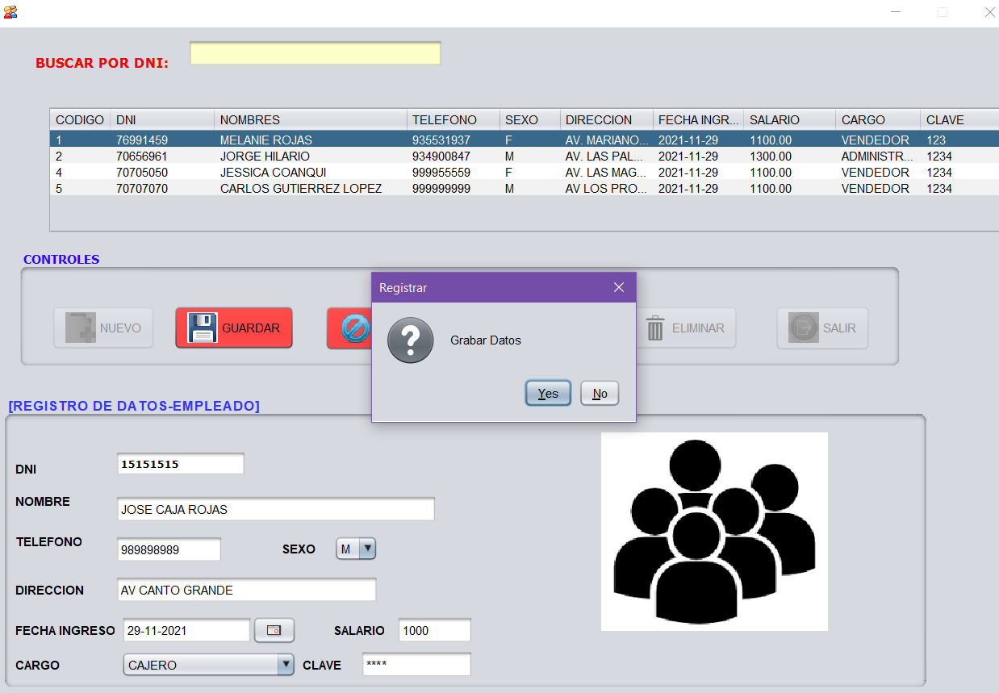 BUSCAR POR DNI:
CODIGO DNI NOMBRES TELEFONO SEXO DIRECCION FECHA INGR... SALARIO CARGO CLAVE
1 76991459 MELANIE ROJAS 935531937 F AV. MARIANO... 2021-11-29 1100.00 VENDEDOR 123
2 70656961 JORGE HILARIO 934900847 M AV. LAS PAL... 2021-11-29 1300.00 ADMINISTR... 1234
4 70705050 JESSICA COANQUI 999955559 F AV. LAS MAG... 2021-11-29 1100.00 VENDEDOR 1234
5 70707070 CARLOS GUTIERREZ LOPEZ 999999999 M AV LOS PRO... 2021-11-29 1100.00 VENDEDOR 1234
CONTROLES
NUEVO GUARDAR ELIMINAR SALIR
Registrar
Grabar Datos
Yes No
[REGISTRO DE DATOS-EMPLEADO]
DNI 15151515
NOMBRE JOSE CAJA ROJAS
TELEFONO 989898989 SEXO M
DIRECCION AV CANTO GRANDE
FECHA INGRESO 29-11-2021 SALARIO 1000
CARGO CAJERO CLAVE ****